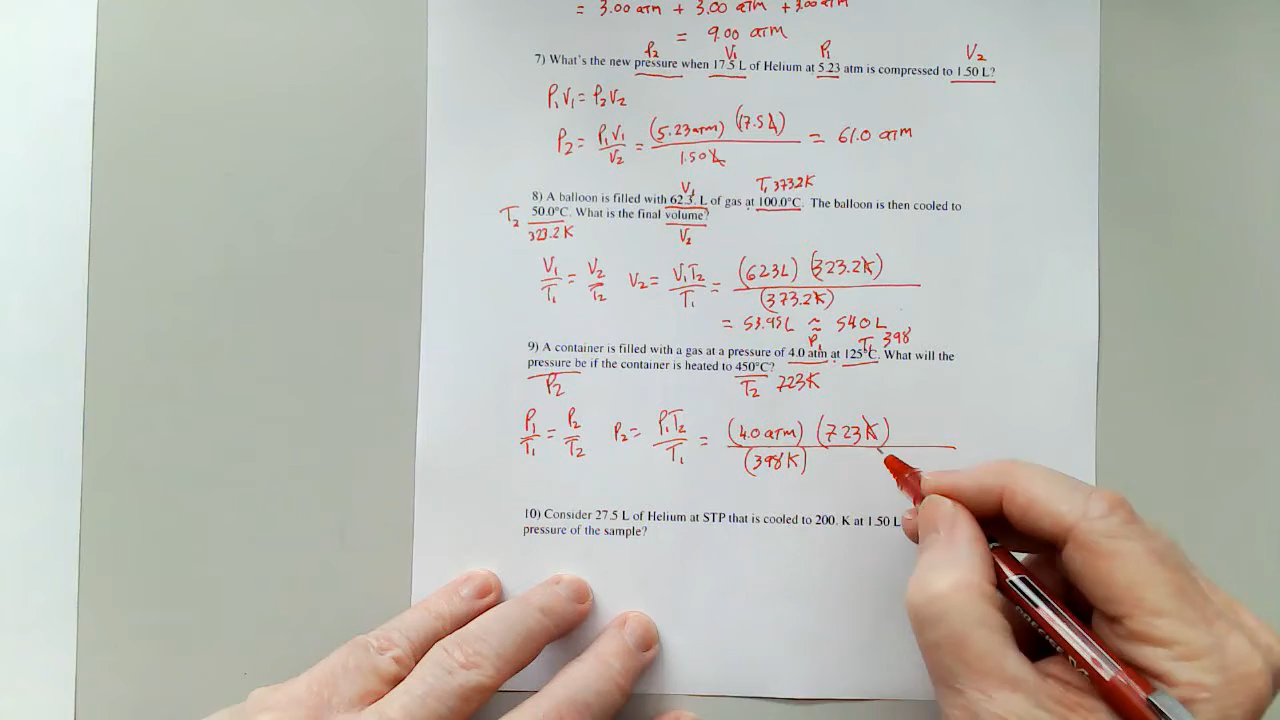 = 3.00 atm + 3.00 atm + 3.00 atm
= 9.00 atm
P2 V1 P1 V2
7) What's the new pressure when 17.5 L of Helium at 5.23 atm is compressed to 1.50 L?
P1V1 = P2V2
P2 = P1V1/V2 = (5.23 atm) (17.5 L)/1.50 L = 61.0 atm
V1 T1 373.2K
8) A balloon is filled with 62.3. L of gas at 100.0°C. The balloon is then cooled to
T2 50.0°C. What is the final volume?
323.2K V2
V1/T1 = V2/T2 V2 = V1T2/T1 = (62.3L) (323.2K)/(373.2K)
= 53.95L ≈ 54.0 L
P1 T1 398
9) A container is filled with a gas at a pressure of 4.0 atm at 125°C. What will the
pressure be if the container is heated to 450°C?
P2 T2 723K
P1/T1 = P2/T2 P2 = P1T2/T1 = (4.0 atm) (723K)/(398K)
10) Consider 27.5 L of Helium at STP that is cooled to 200. K at 1.50 L
pressure of the sample?